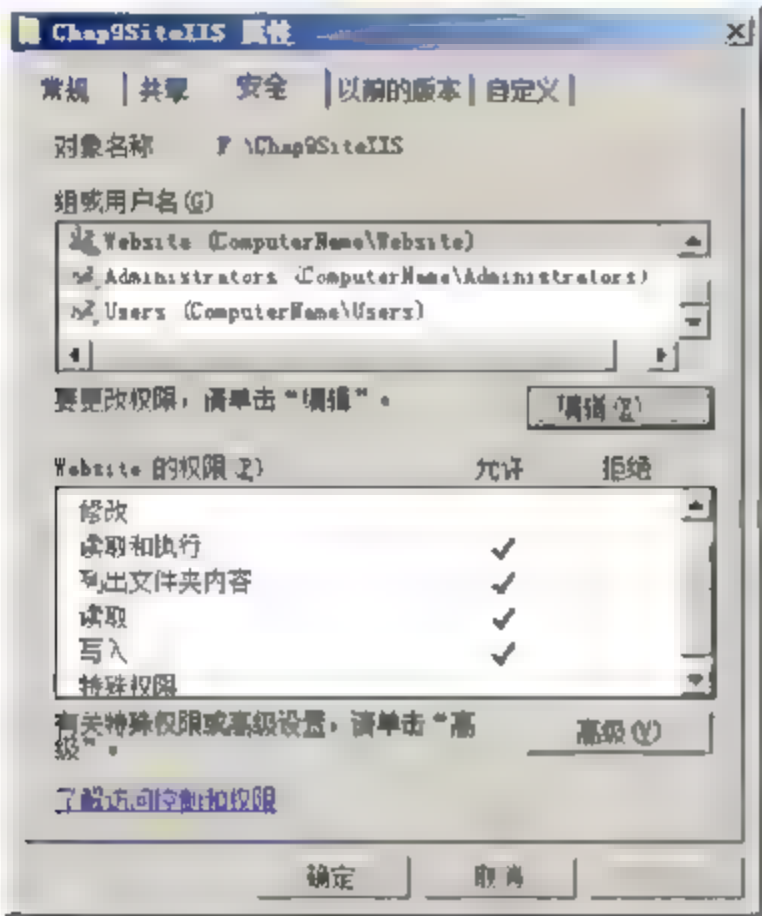 Chap9SiteIIS 属性
常规 共享 安全 以前的版本 自定义
对象名称 F \Chap9SiteIIS
组或用户名(G)
Website (ComputerName\Website)
Administrators (ComputerName\Administrators)
Users (ComputerName\Users)
要更改权限，请单击“编辑”。 编辑(E)
Website 的权限(P) 允许 拒绝
修改
读取和执行
列出文件夹内容
读取
写入
特殊权限
有关特殊权限或高级设置，请单击“高
级”。 高级(V)
了解访问控制和权限
确定 取消